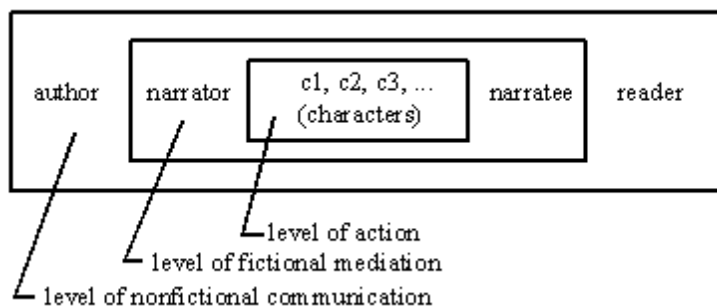 c1, c2, c3, ...
author narrator (characters) narratee reader
level of action
level of fictional mediation
level of nonfictional communication